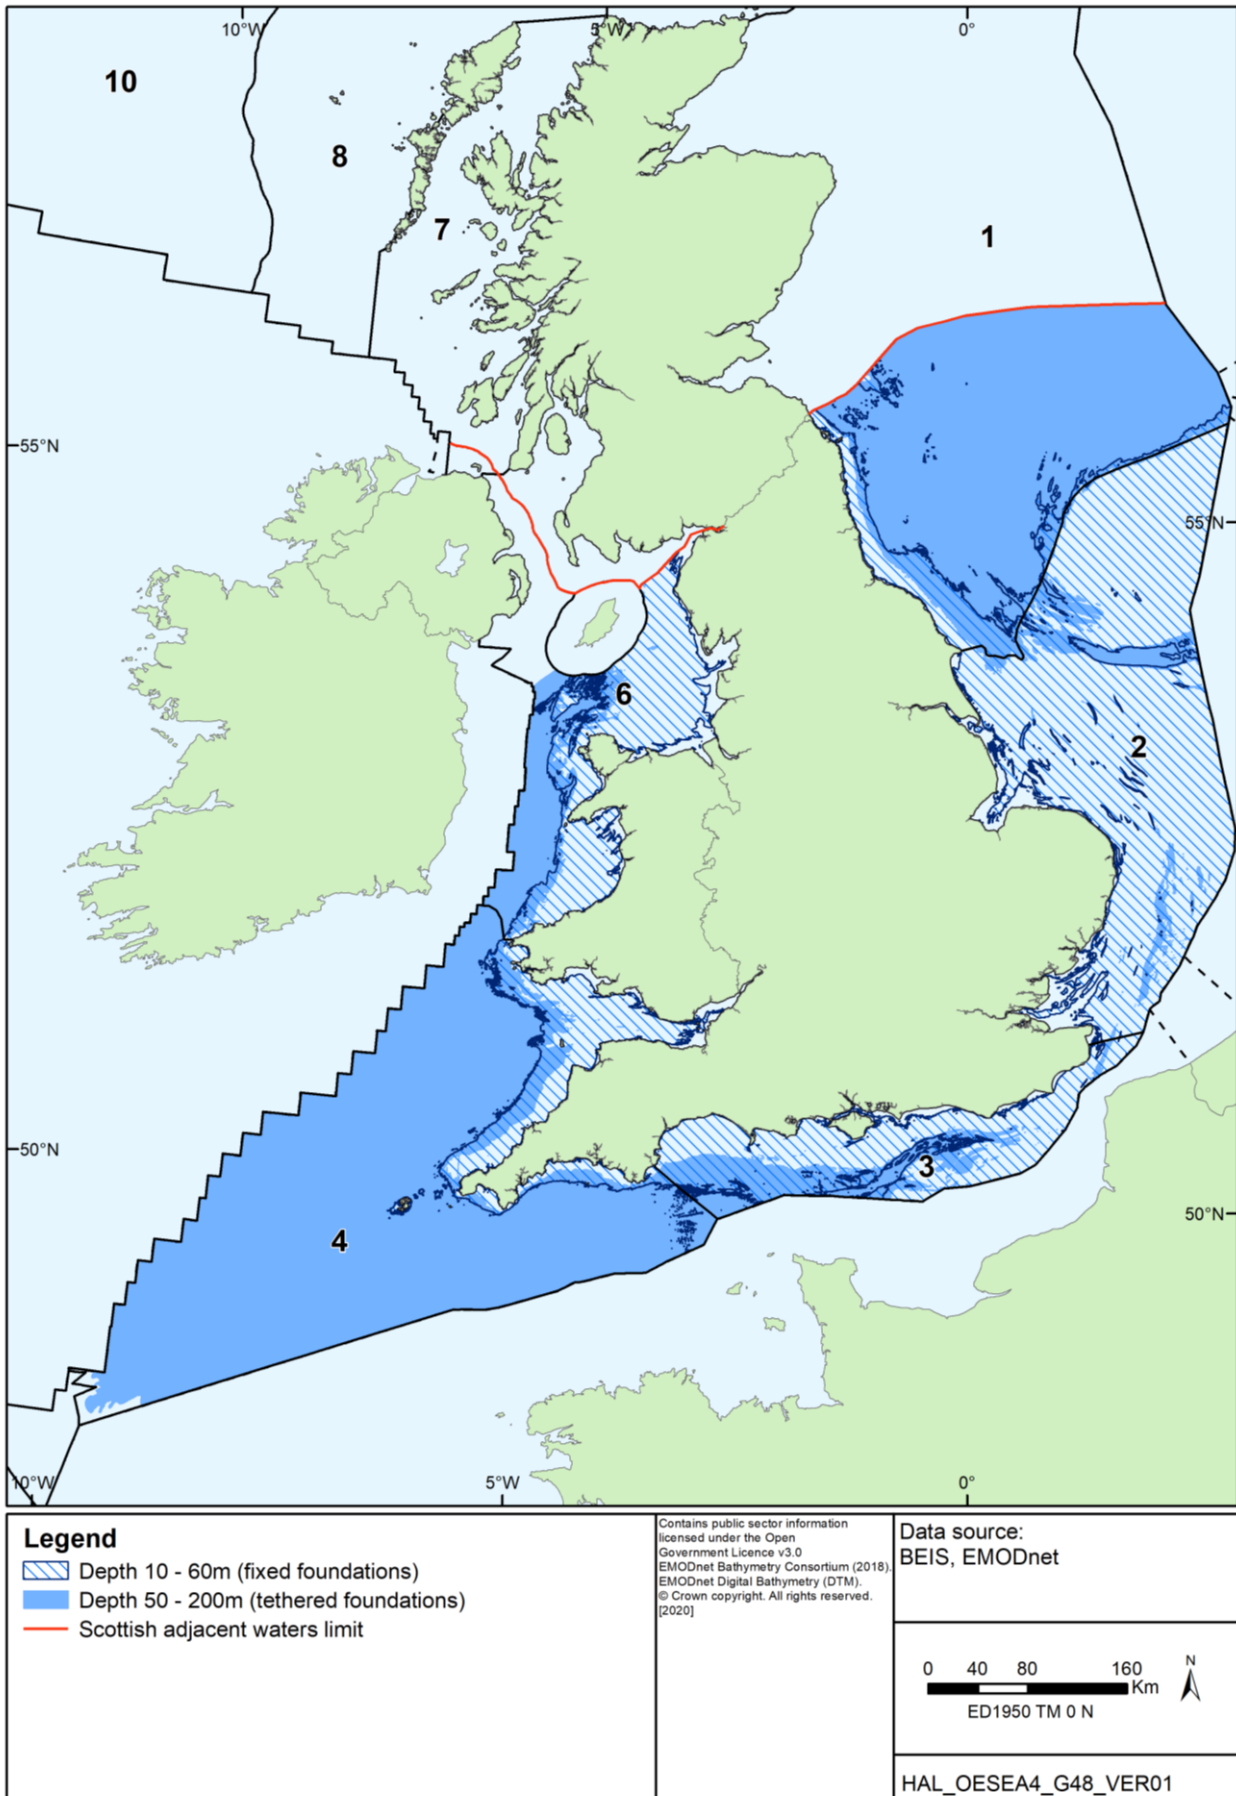 10°W
5°W
0°
10
8
7
1
55°N
55°N
6
2
3
50°N
4
50°N
10°W
5°W
0°
Legend
Depth 10 - 60m (fixed foundations)
Depth 50 - 200m (tethered foundations)
Scottish adjacent waters limit
Contains public sector information
licensed under the Open
Government Licence v3.0
EMODnet Bathymetry Consortium (2018).
EMODnet Digital Bathymetry (DTM).
© Crown copyright. All rights reserved.
[2020]
Data source:
BEIS, EMODnet
0 40 80 160
Km
N
ED1950 TM 0 N
HAL_OESEA4_G48_VER01